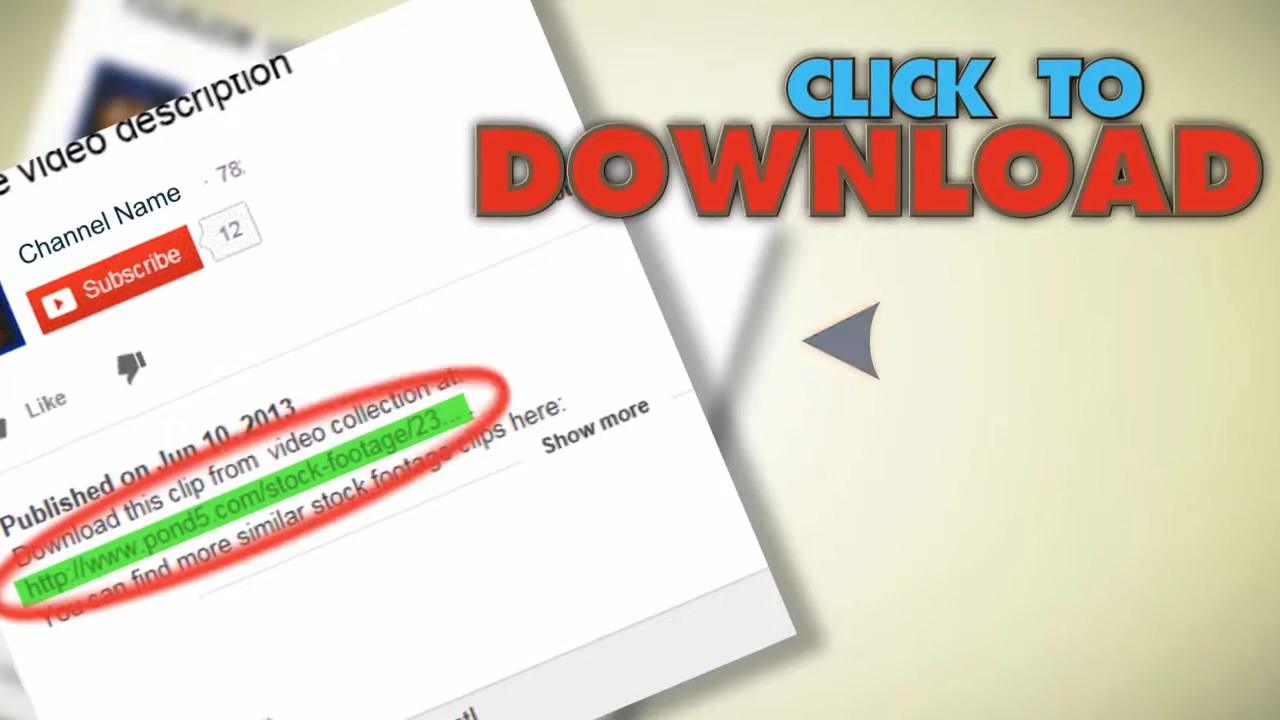 CLICK TO
DOWNLOAD
video description
Channel Name
78
Subscribe
12
Like
Published on Jun 10, 2013
Download this clip from video collection at:
http://www.pond5.com/stock-footage/23...
You can find more similar stock footage clips here:
Show more